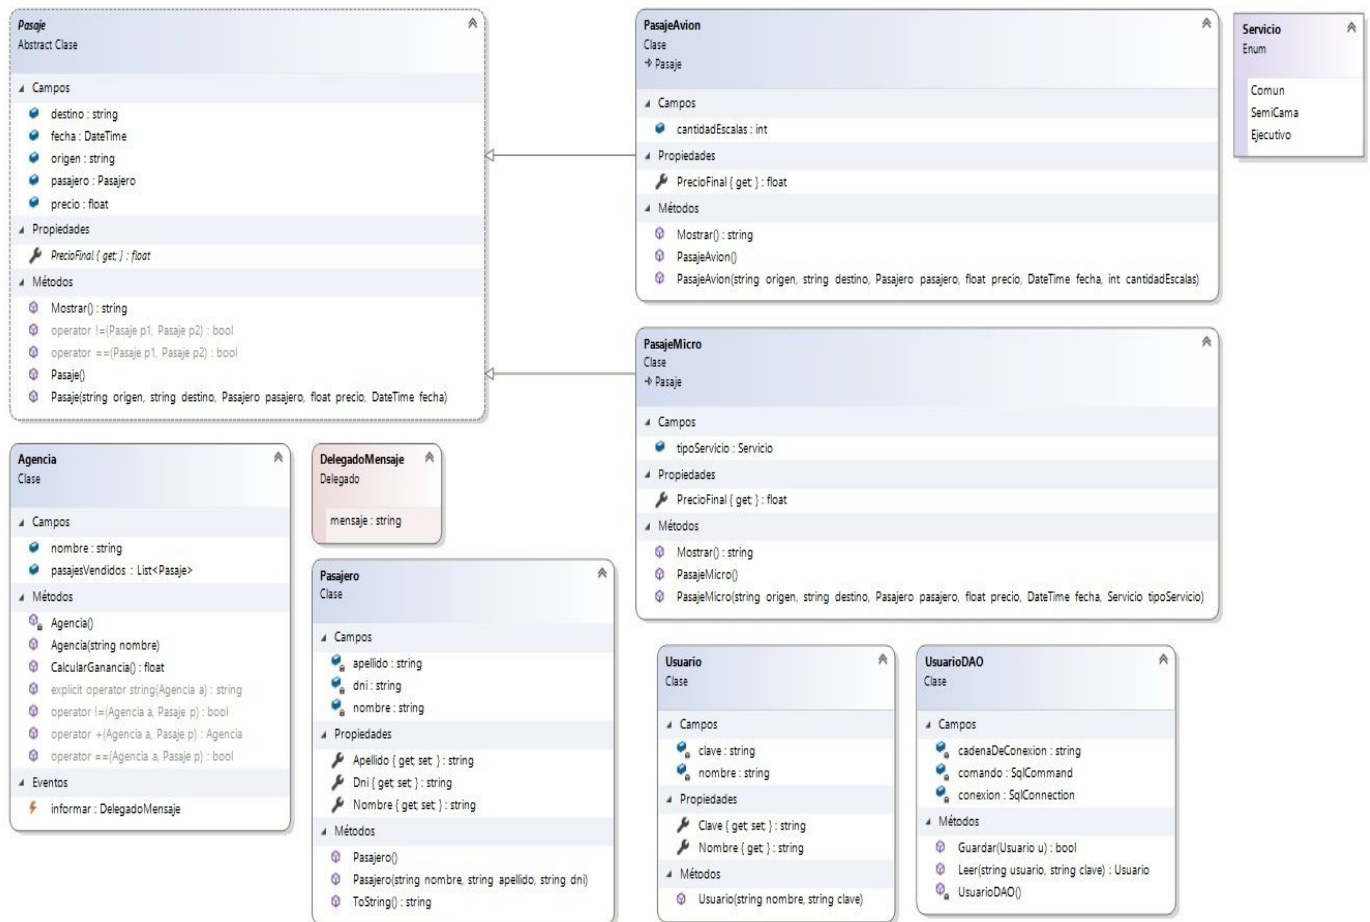 Pasaje
Abstract Clase
Campos
destino : string
fecha : DateTime
origen : string
pasajero : Pasajero
precio : float
Propiedades
PrecioFinal { get; } : float
Métodos
Mostrar() : string
operator !=(Pasaje p1, Pasaje p2) : bool
operator ==(Pasaje p1, Pasaje p2) : bool
Pasaje()
Pasaje(string origen, string destino, Pasajero pasajero, float precio, DateTime fecha)
PasajeAvion
Clase
Pasaje
Campos
cantidadEscalas : int
Propiedades
PrecioFinal { get; } : float
Métodos
Mostrar() : string
PasajeAvion()
PasajeAvion(string origen, string destino, Pasajero pasajero, float precio, DateTime fecha, int cantidadEscalas)
Servicio
Enum
Comun
SemiCama
Ejecutivo
PasajeMicro
Clase
Pasaje
Campos
tipoServicio : Servicio
Propiedades
PrecioFinal { get; } : float
Métodos
Mostrar() : string
PasajeMicro()
PasajeMicro(string origen, string destino, Pasajero pasajero, float precio, DateTime fecha, Servicio tipoServicio)
Agencia
Clase
Campos
nombre : string
pasajesVendidos : List<Pasaje>
Métodos
Agencia()
Agencia(string nombre)
CalcularGanancia() : float
explicit operator string(Agencia a) : string
operator !=(Agencia a, Pasaje p) : bool
operator +(Agencia a, Pasaje p) : Agencia
operator ==(Agencia a, Pasaje p) : bool
Eventos
informar : DelegadoMensaje
DelegadoMensaje
Delegado
mensaje : string
Pasajero
Clase
Campos
apellido : string
dni : string
nombre : string
Propiedades
Apellido { get; set; } : string
Dni { get; set; } : string
Nombre { get; set; } : string
Métodos
Pasajero()
Pasajero(string nombre, string apellido, string dni)
ToString() : string
Usuario
Clase
Campos
clave : string
nombre : string
Propiedades
Clave { get; set; } : string
Nombre { get; } : string
Métodos
Usuario(string nombre, string clave)
UsuarioDAO
Clase
Campos
cadenaDeConexion : string
comando : SqlCommand
conexion : SqlConnection
Métodos
Guardar(Usuario u) : bool
Leer(string usuario, string clave) : Usuario
UsuarioDAO()